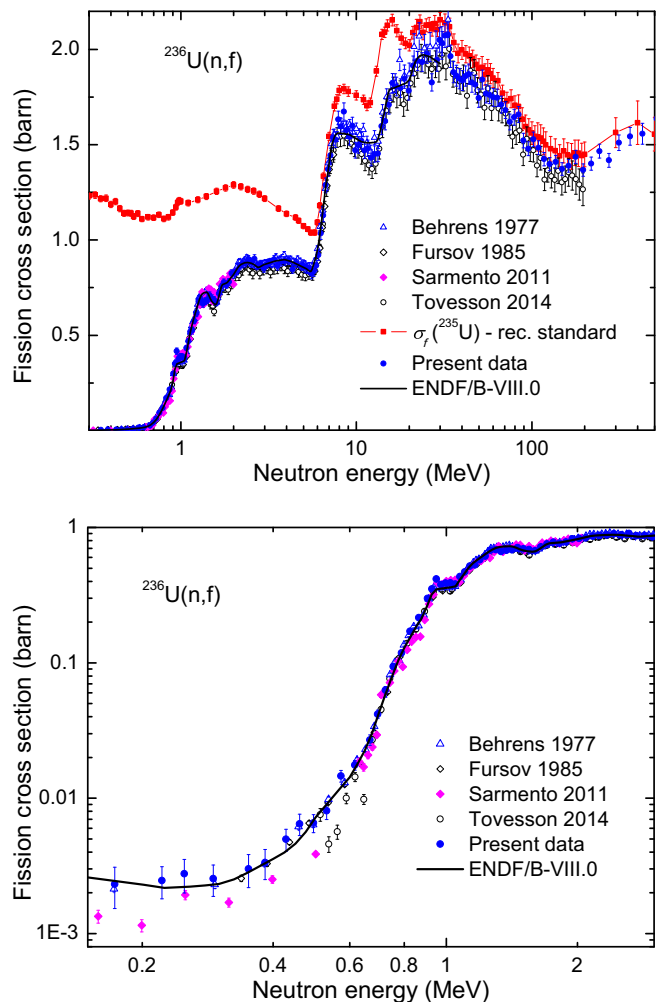 2.0
1.5
1.0
0.5
1
10
100
²³⁶U(n,f)
Fission cross section (barn)
Neutron energy (MeV)
Behrens 1977
Fursov 1985
Sarmento 2011
Tovesson 2014
σf(²³⁵U) - rec. standard
Present data
ENDF/B-VIII.0
1
0.1
0.01
1E-3
0.2
0.4
0.6
0.8
1
2
²³⁶U(n,f)
Fission cross section (barn)
Neutron energy (MeV)
Behrens 1977
Fursov 1985
Sarmento 2011
Tovesson 2014
Present data
ENDF/B-VIII.0